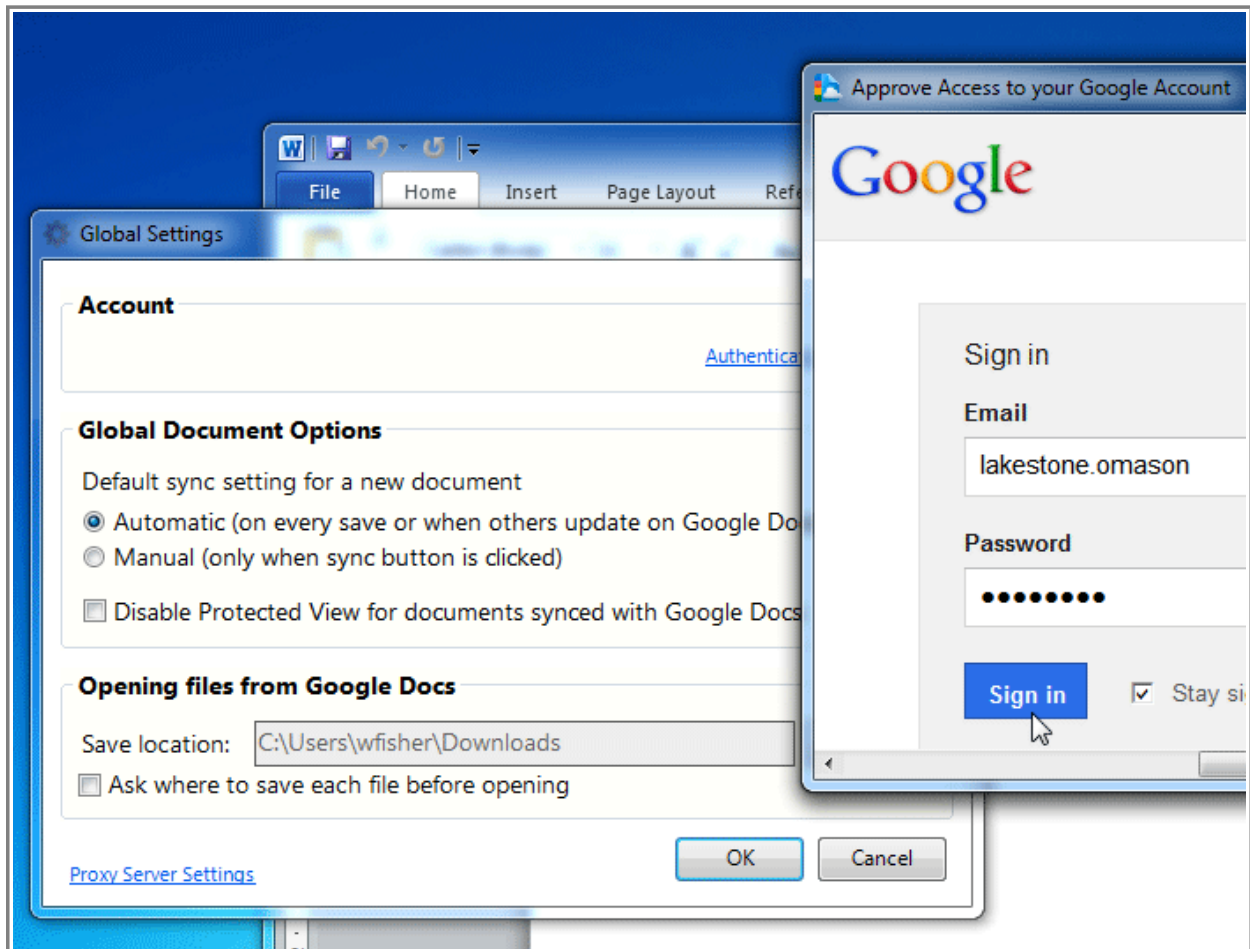 Approve Access to your Google Account
Google
W
File Home Insert Page Layout Refe
Global Settings
Account
Authentica
Global Document Options
Default sync setting for a new document
Automatic (on every save or when others update on Google Do
Manual (only when sync button is clicked)
Disable Protected View for documents synced with Google Docs
Opening files from Google Docs
Save location: C:\Users\wfisher\Downloads
Ask where to save each file before opening
Proxy Server Settings
OK Cancel
Sign in
Email
lakestone.omason
Password
••••••••
Sign in Stay si